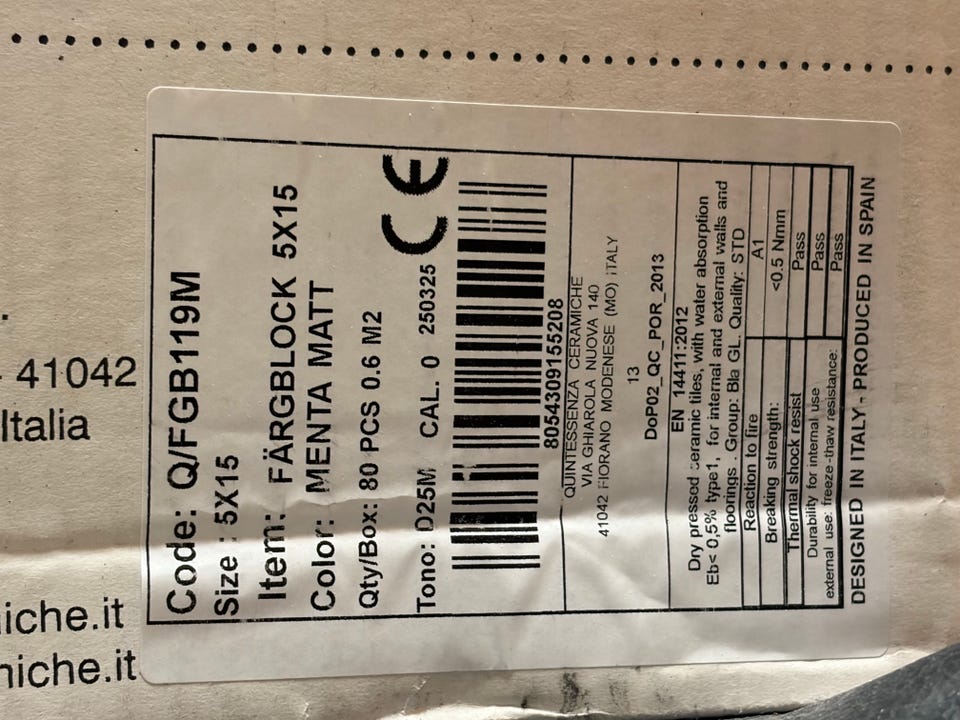 .
- 41042
Italia
iche.it
niche.it
Code: Q/FGB119M
Size : 5X15
Item: FÄRGBLOCK 5X15
Color: MENTA MATT
Qty/Box: 80 PCS 0.6 M2
Tono: D25M CAL. 0 250325
CE
8054309155208
QUINTESSENZA CERAMICHE
VIA GHIAROLA NUOVA 140
41042 FIORANO MODENESE (MO) ITALY
13
DoP02_QC_POR_2013
EN 14411:2012
Dry pressed ceramic tiles, with water absorption
Eb< 0,5% type1, for internal and external walls and
floorings . Group: BIa GL. Quality: STD
Reaction to fire A1
Breaking strength: <0.5 Nmm
Thermal shock resist Pass
Durability for internal use Pass
external use: freeze-thaw resistance: Pass
DESIGNED IN ITALY - PRODUCED IN SPAIN